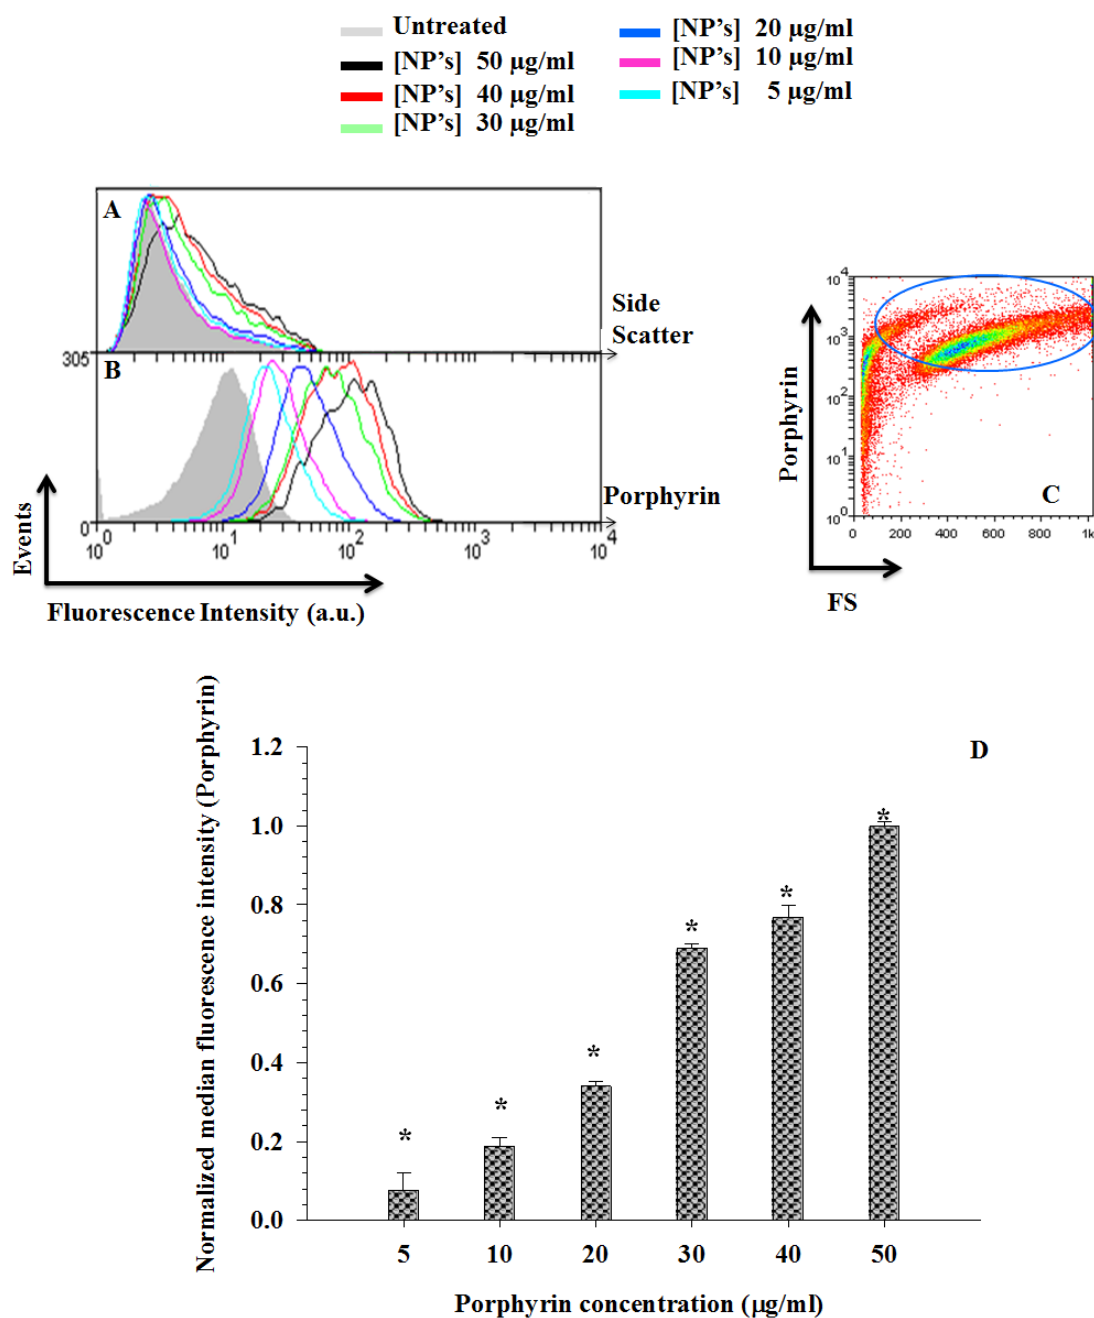 Untreated
[NP's] 50 µg/ml
[NP's] 40 µg/ml
[NP's] 30 µg/ml
[NP's] 20 µg/ml
[NP's] 10 µg/ml
[NP's] 5 µg/ml
A
Side
Scatter
305
B
Porphyrin
0
10^0 10^1 10^2 10^3 10^4
Events
Fluorescence Intensity (a.u.)
10^4
10^3
10^2
10^1
10^0
Porphyrin
C
0 200 400 600 800 1k
FS
D
Normalized median fluorescence intensity (Porphyrin)
1.2
1.0
0.8
0.6
0.4
0.2
0.0
* * * * * *
5 10 20 30 40 50
Porphyrin concentration (µg/ml)